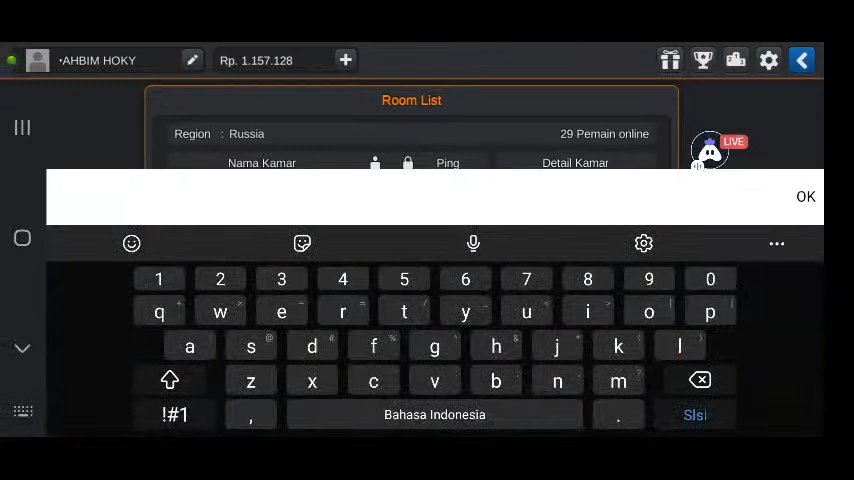 •AHBIM HOKY Rp. 1.157.128 +
Room List
LIVE
Region : Russia 29 Pemain online
Nama Kamar Ping Detail Kamar
OK
1 2 3 4 5 6 7 8 9 0
q w e r t y u i o p
a s d f g h j k l
z x c v b n m
!#1 , Bahasa Indonesia .